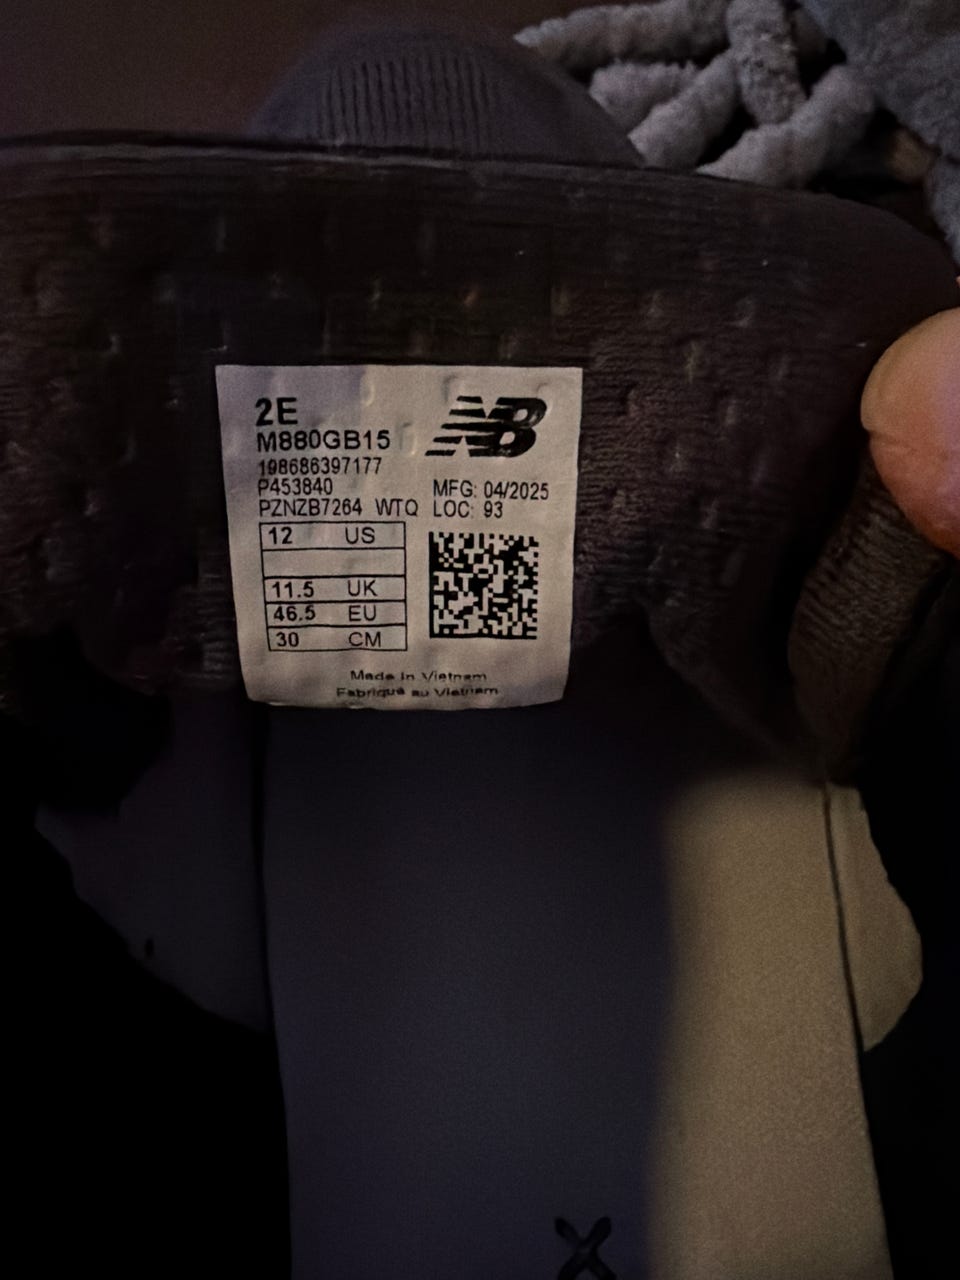 2E
M880GB15
NB
198686397177
P453840
MFG: 04/2025
PZNZB7264 WTQ LOC: 93
12 US
11.5 UK
46.5 EU
30 CM
Made in Vietnam
Fabriqué au Vietnam
X